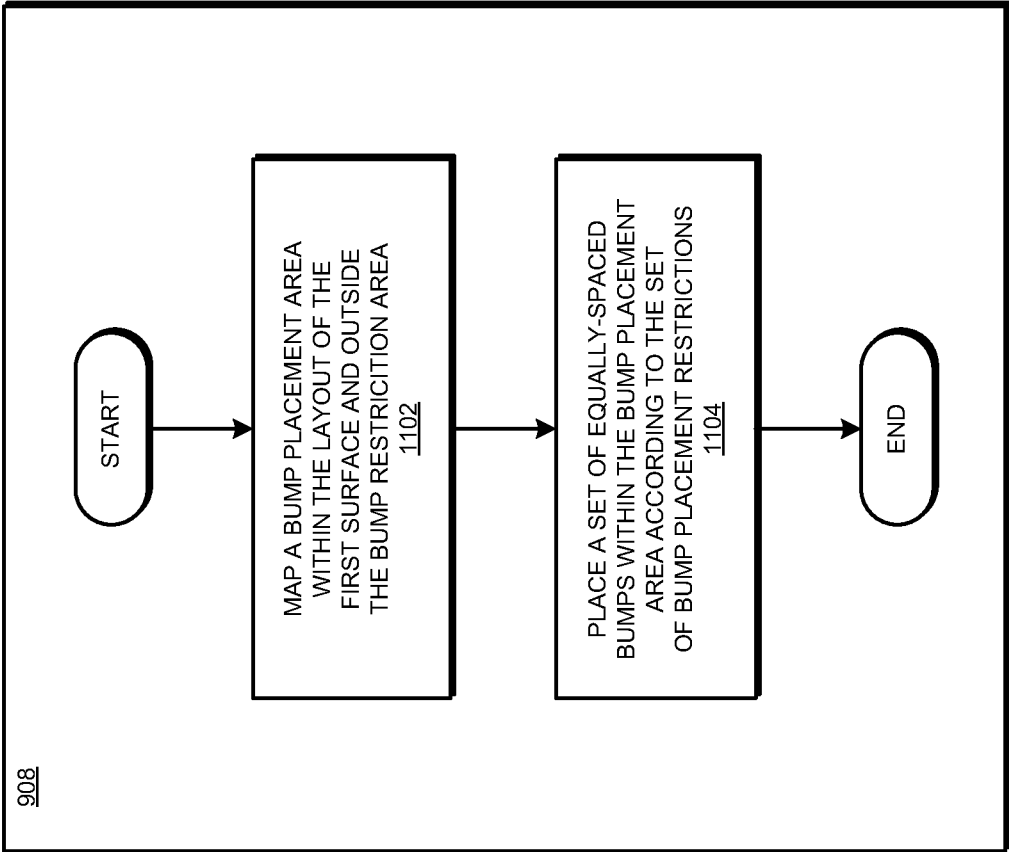 908
START
MAP A BUMP PLACEMENT AREA
WITHIN THE LAYOUT OF THE
FIRST SURFACE AND OUTSIDE
THE BUMP RESTRICITION AREA
1102
PLACE A SET OF EQUALLY-SPACED
BUMPS WITHIN THE BUMP PLACEMENT
AREA ACCORDING TO THE SET
OF BUMP PLACEMENT RESTRICTIONS
1104
END